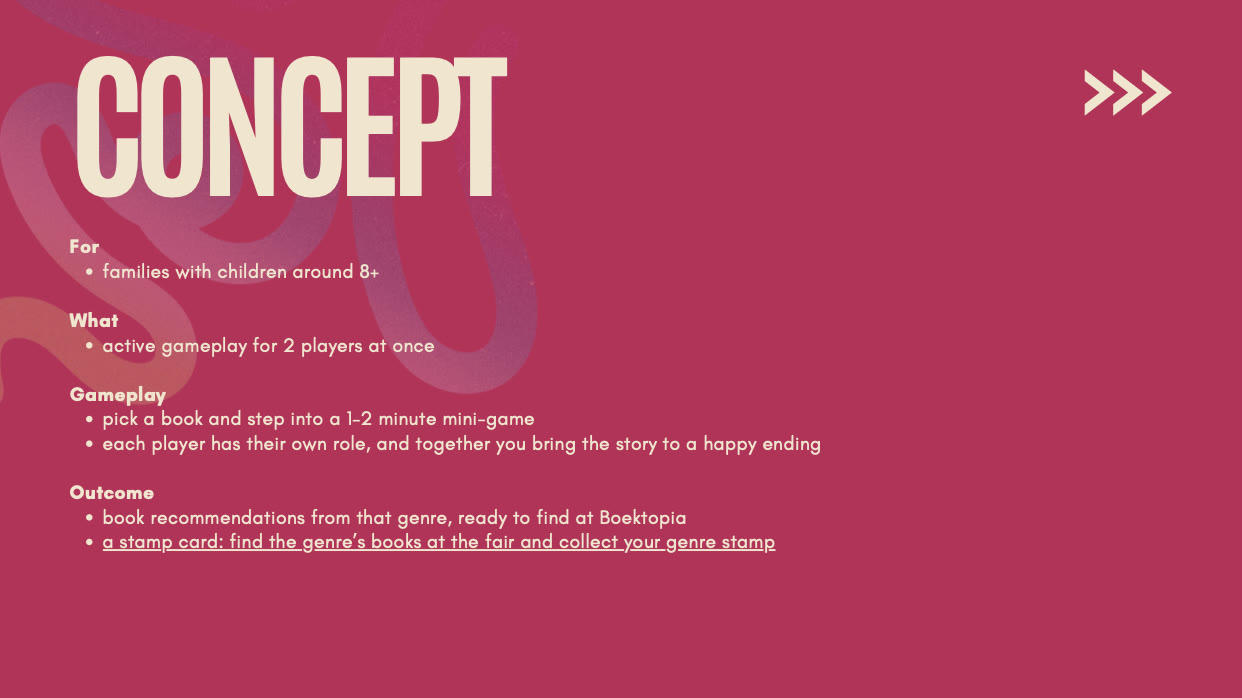 CONCEPT
For
• families with children around 8+
What
• active gameplay for 2 players at once
Gameplay
• pick a book and step into a 1-2 minute mini-game
• each player has their own role, and together you bring the story to a happy ending
Outcome
• book recommendations from that genre, ready to find at Boektopia
• a stamp card: find the genre’s books at the fair and collect your genre stamp